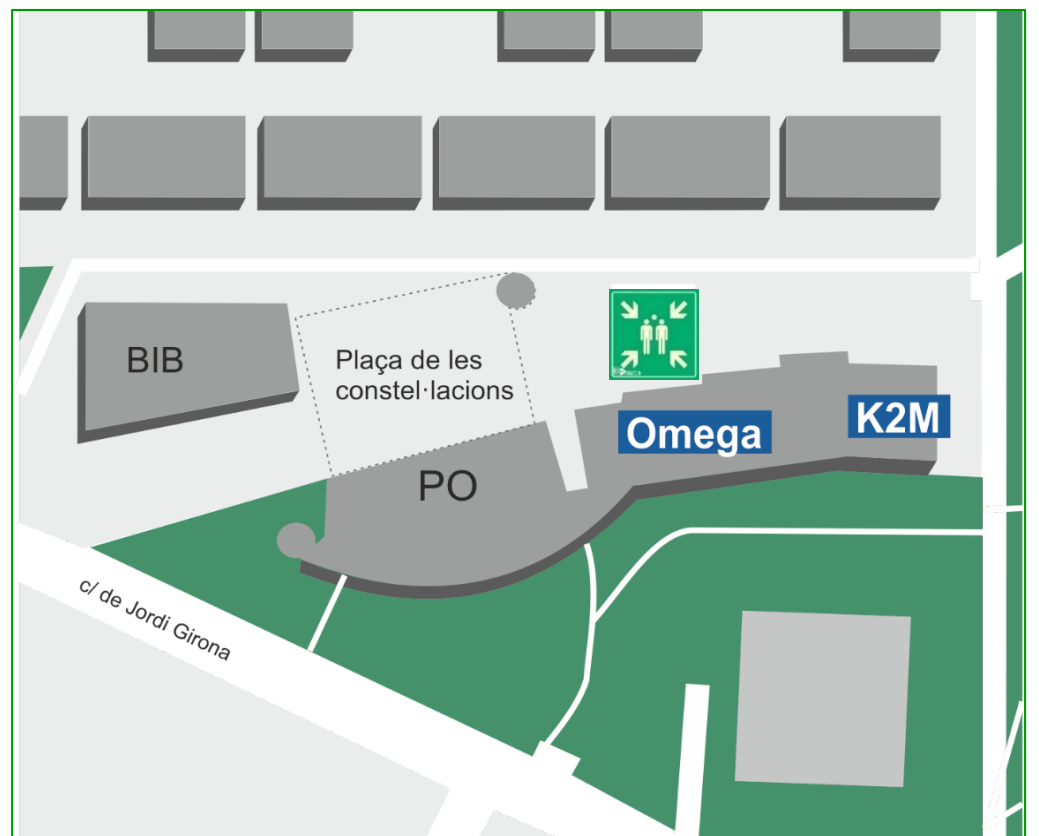 BIB
Plaça de les
constel·lacions
Omega
K2M
PO
c/ de Jordi Girona